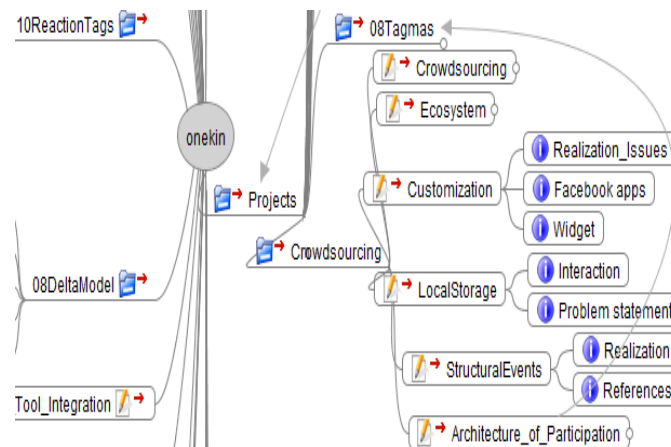 10ReactionTags
08Tagmas
Crowdsourcing
Ecosystem
onekin
Realization_Issues
Projects
Customization
Facebook apps
Widget
Crowdsourcing
08DeltaModel
LocalStorage
Interaction
Problem statement
StructuralEvents
Realization
References
Tool_Integration
Architecture_of_Participation